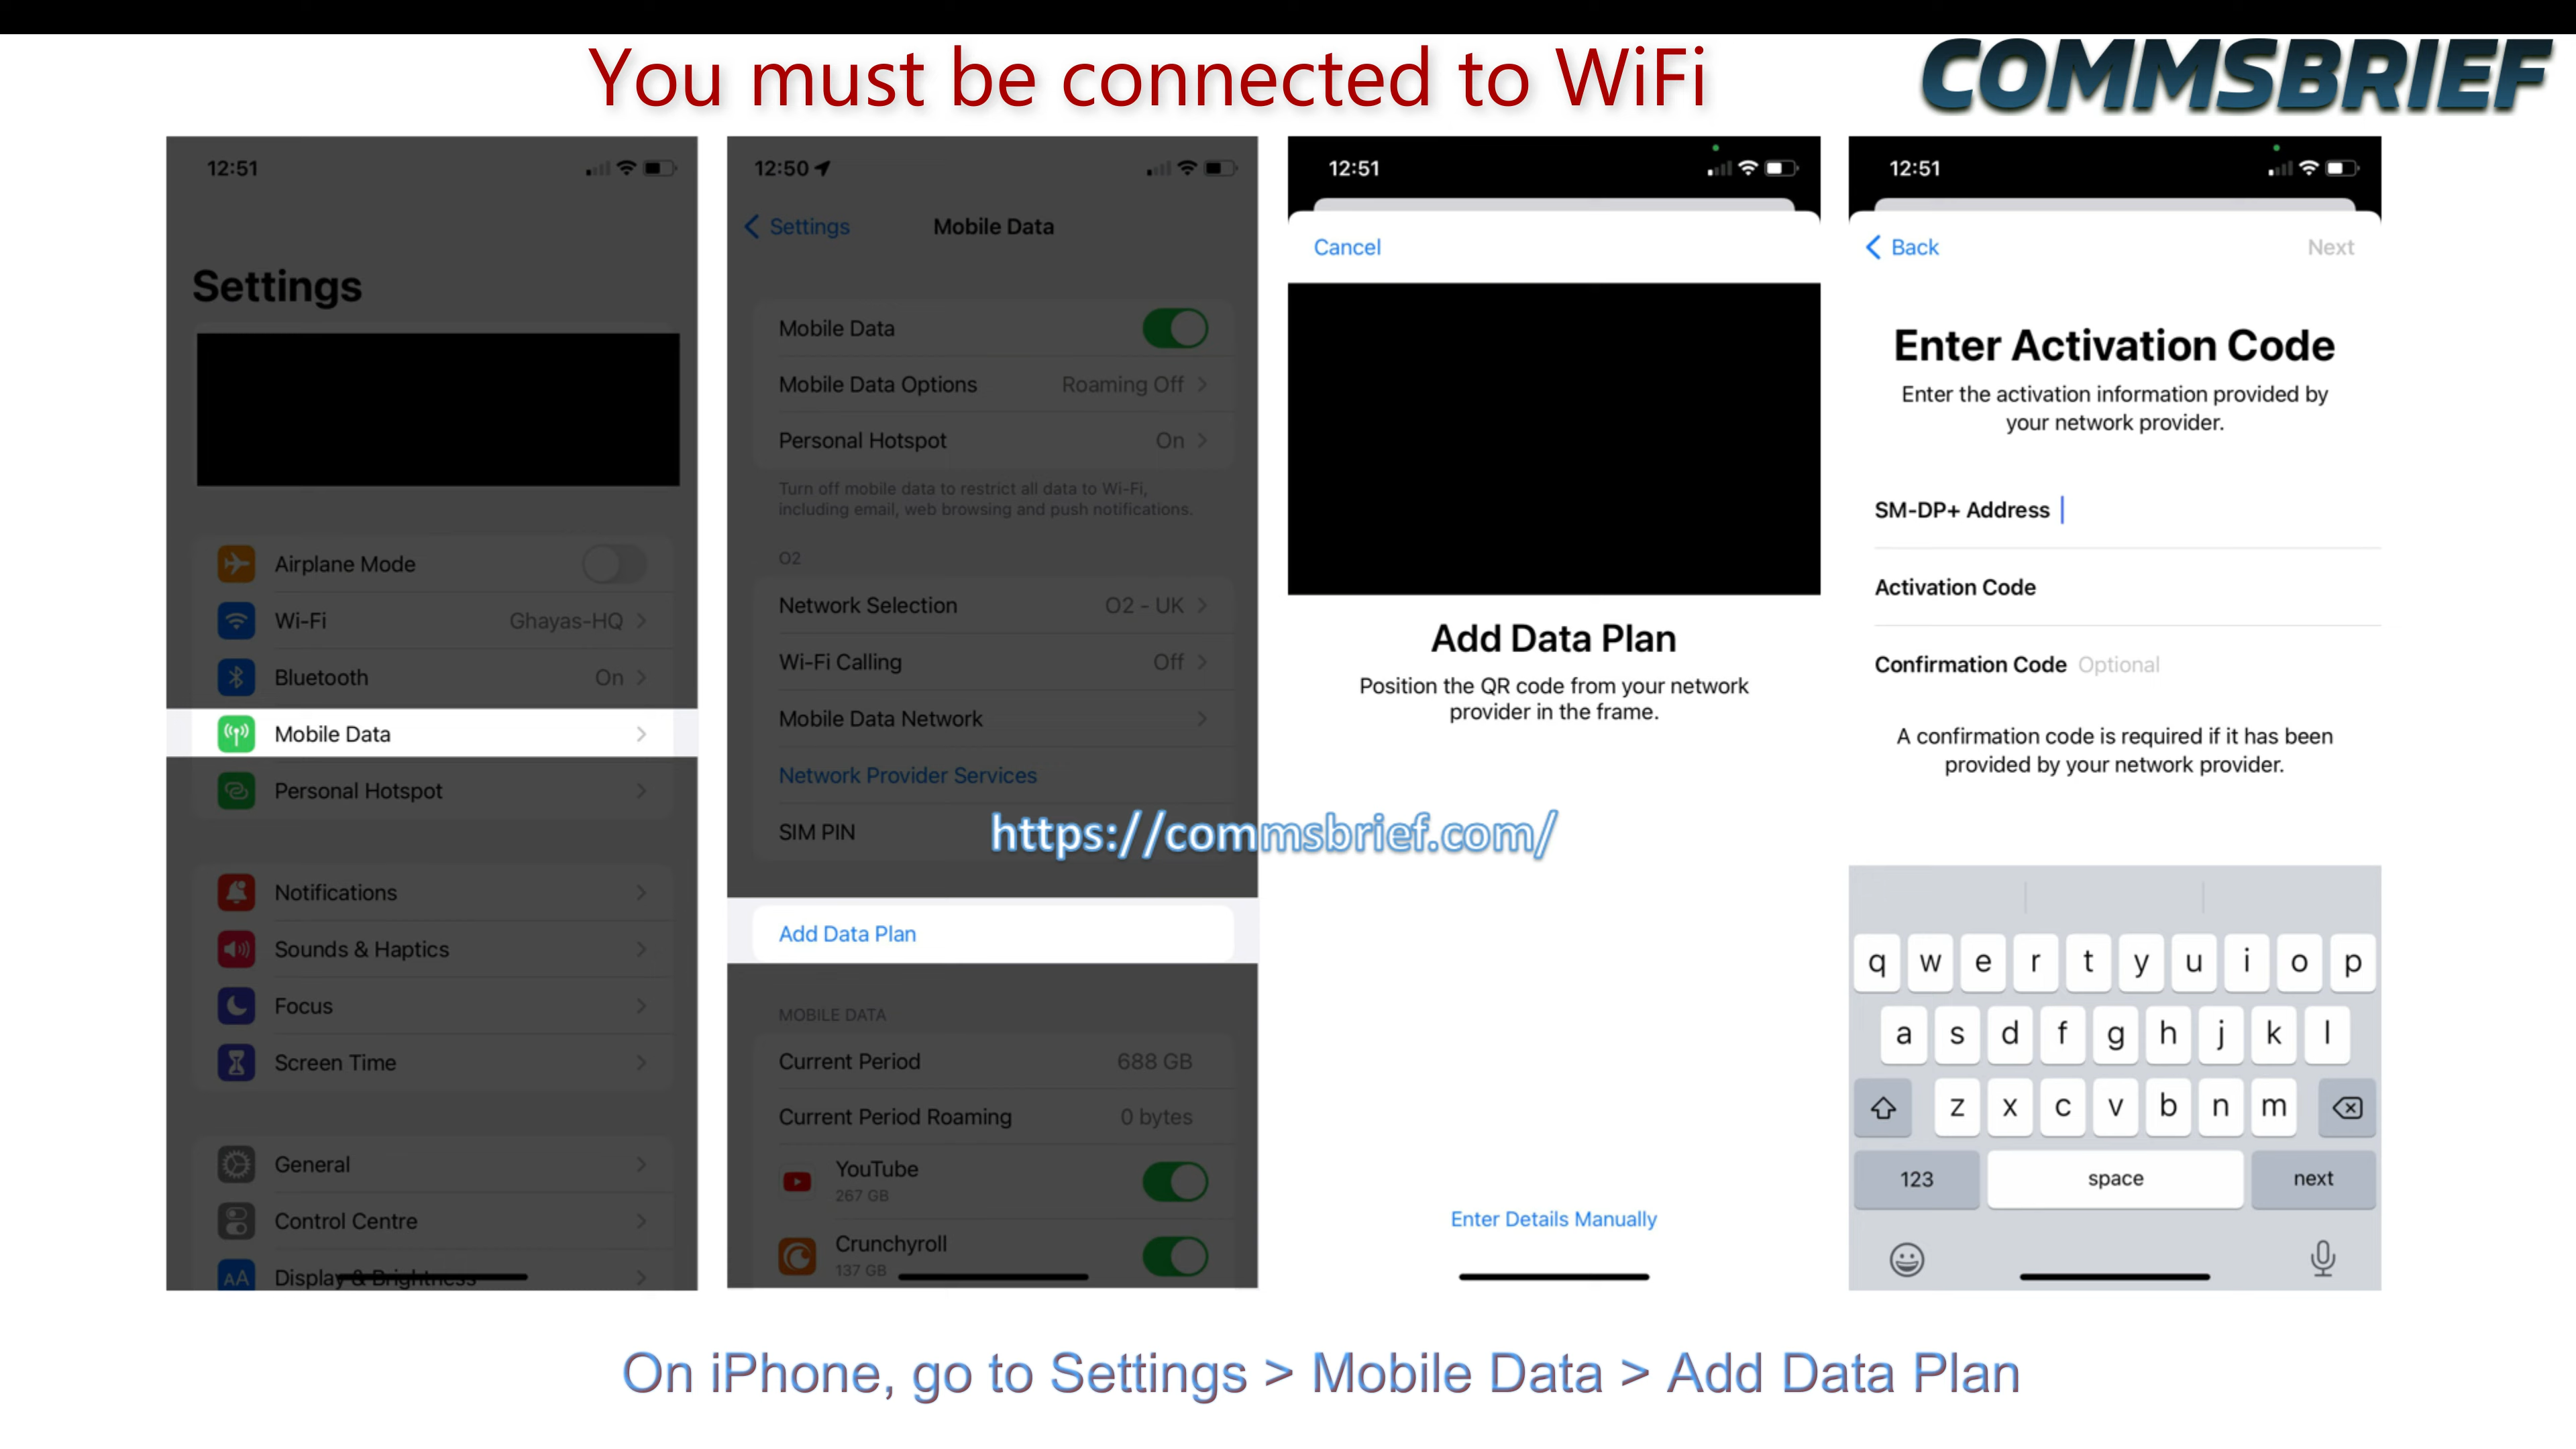 You must be connected to WiFi
COMMSBRIEF
12:51
Settings
Airplane Mode
Wi-Fi Ghayas-HQ
Bluetooth On
Mobile Data
Personal Hotspot
Notifications
Sounds & Haptics
Focus
Screen Time
General
Control Centre
AA Display & Brightness
12:50
Settings Mobile Data
Mobile Data
Mobile Data Options Roaming Off
Personal Hotspot On
Turn off mobile data to restrict all data to Wi-Fi,
including email, web browsing and push notifications.
O2
Network Selection O2 - UK
Wi-Fi Calling Off
Mobile Data Network
Network Provider Services
SIM PIN
https://commsbrief.com/
Add Data Plan
MOBILE DATA
Current Period 688 GB
Current Period Roaming 0 bytes
YouTube
267 GB
Crunchyroll
137 GB
12:51
Cancel
Add Data Plan
Position the QR code from your network
provider in the frame.
Enter Details Manually
12:51
Back Next
Enter Activation Code
Enter the activation information provided by
your network provider.
SM-DP+ Address
Activation Code
Confirmation Code Optional
A confirmation code is required if it has been
provided by your network provider.
q w e r t y u i o p
a s d f g h j k l
z x c v b n m
123 space next
On iPhone, go to Settings > Mobile Data > Add Data Plan